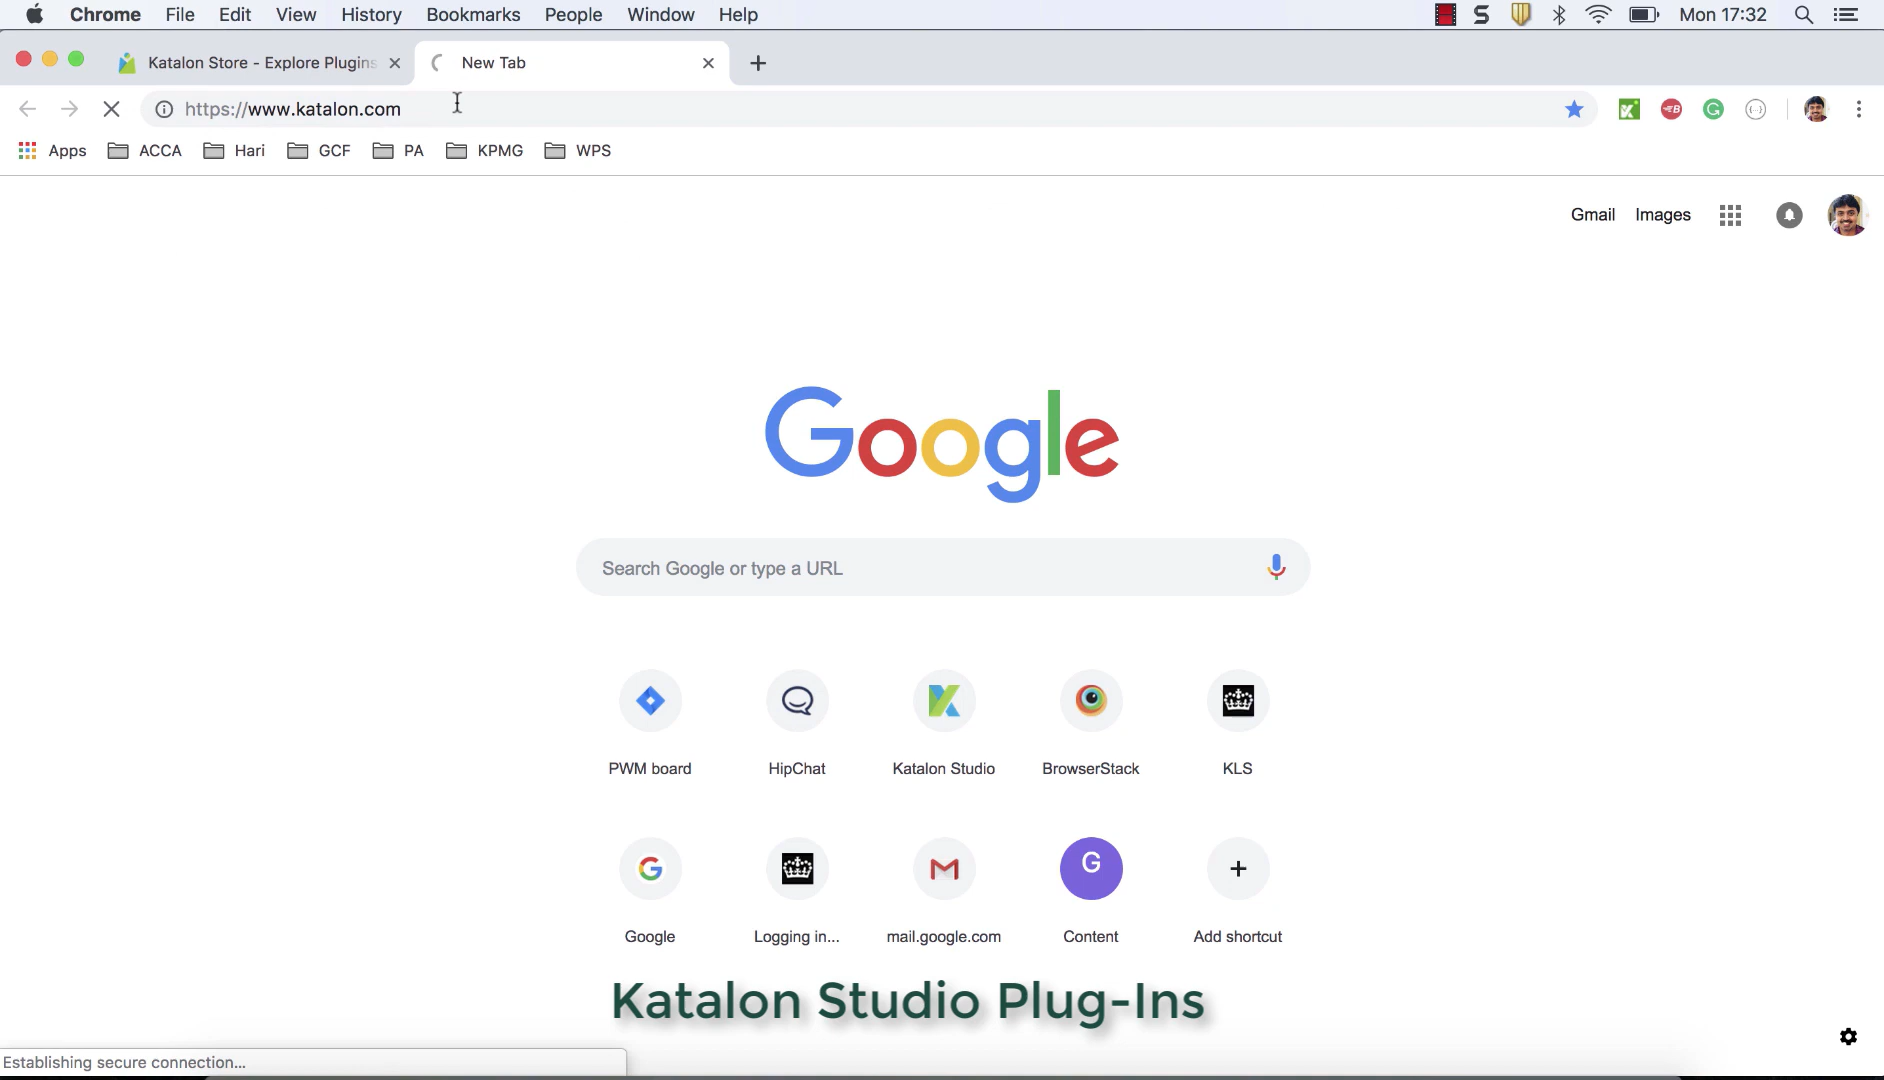 Chrome File Edit View History Bookmarks People Window Help Mon 17:32
Katalon Store - Explore Plugins New Tab
https://www.katalon.com
Apps ACCA Hari GCF PA KPMG WPS
Gmail Images
Google
Search Google or type a URL
PWM board HipChat Katalon Studio BrowserStack KLS
G
Google Logging in... mail.google.com Content Add shortcut
Katalon Studio Plug-Ins
Establishing secure connection...